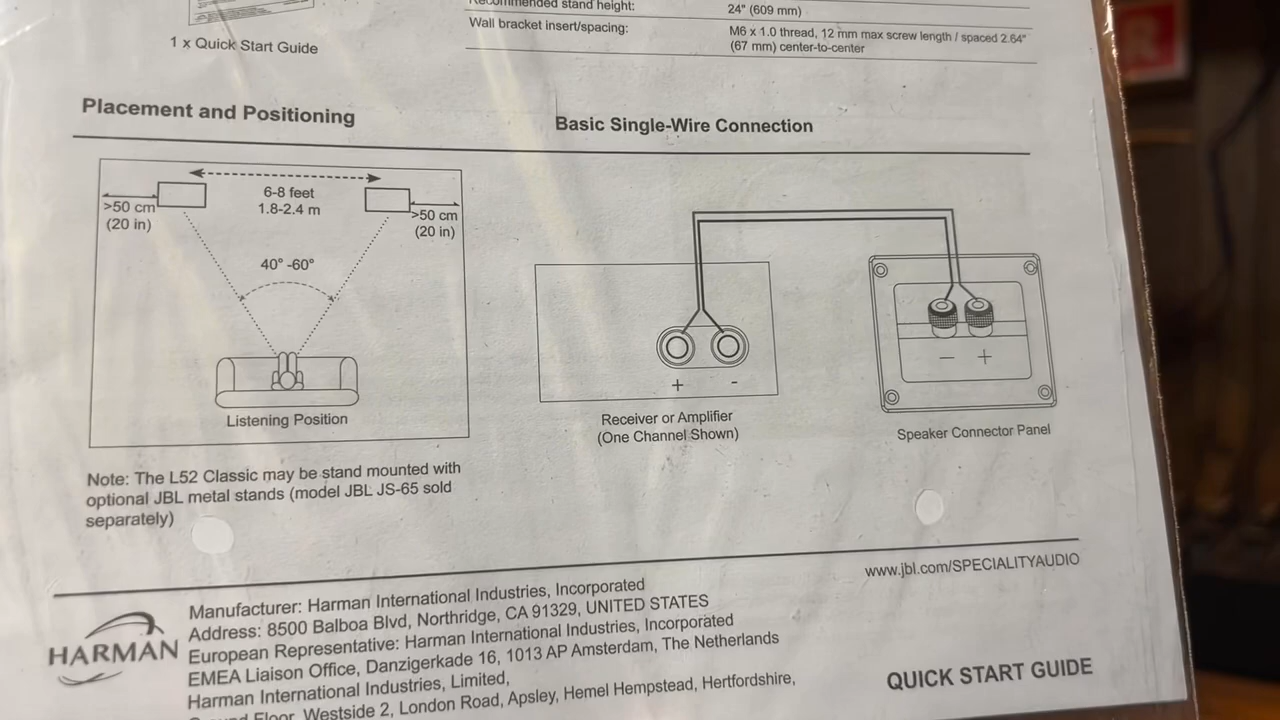 1 x Quick Start Guide
Recommended stand height: 24" (609 mm)
Wall bracket insert/spacing: M6 x 1.0 thread, 12 mm max screw length / spaced 2.64"
(67 mm) center-to-center
Placement and Positioning
6-8 feet
1.8-2.4 m
>50 cm
(20 in)
>50 cm
(20 in)
40° -60°
Listening Position
Note: The L52 Classic may be stand mounted with
optional JBL metal stands (model JBL JS-65 sold
separately)
Basic Single-Wire Connection
+ -
Receiver or Amplifier
(One Channel Shown)
− +
Speaker Connector Panel
www.jbl.com/SPECIALITYAUDIO
HARMAN
Manufacturer: Harman International Industries, Incorporated
Address: 8500 Balboa Blvd, Northridge, CA 91329, UNITED STATES
European Representative: Harman International Industries, Incorporated
EMEA Liaison Office, Danzigerkade 16, 1013 AP Amsterdam, The Netherlands
Harman International Industries, Limited,
Ground Floor, Westside 2, London Road, Apsley, Hemel Hempstead, Hertfordshire,
QUICK START GUIDE